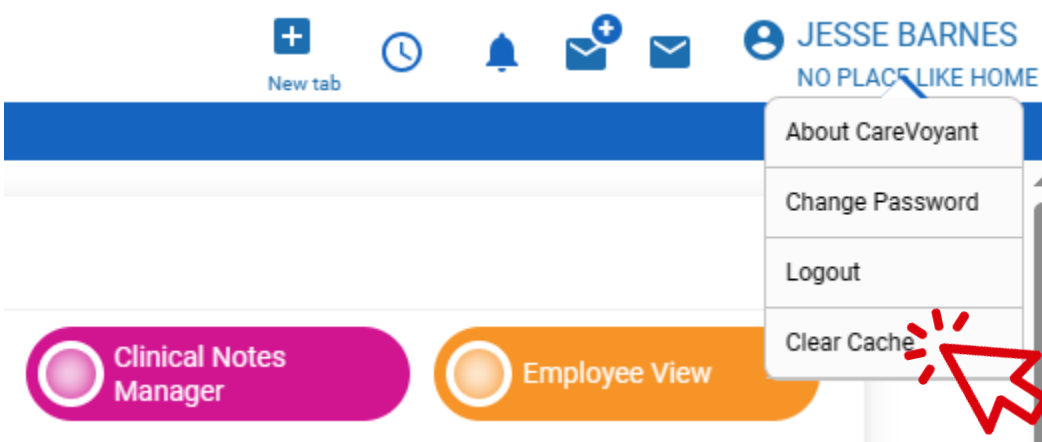 New tab
JESSE BARNES
NO PLACE LIKE HOME
About CareVoyant
Change Password
Logout
Clear Cache
Clinical Notes
Manager
Employee View